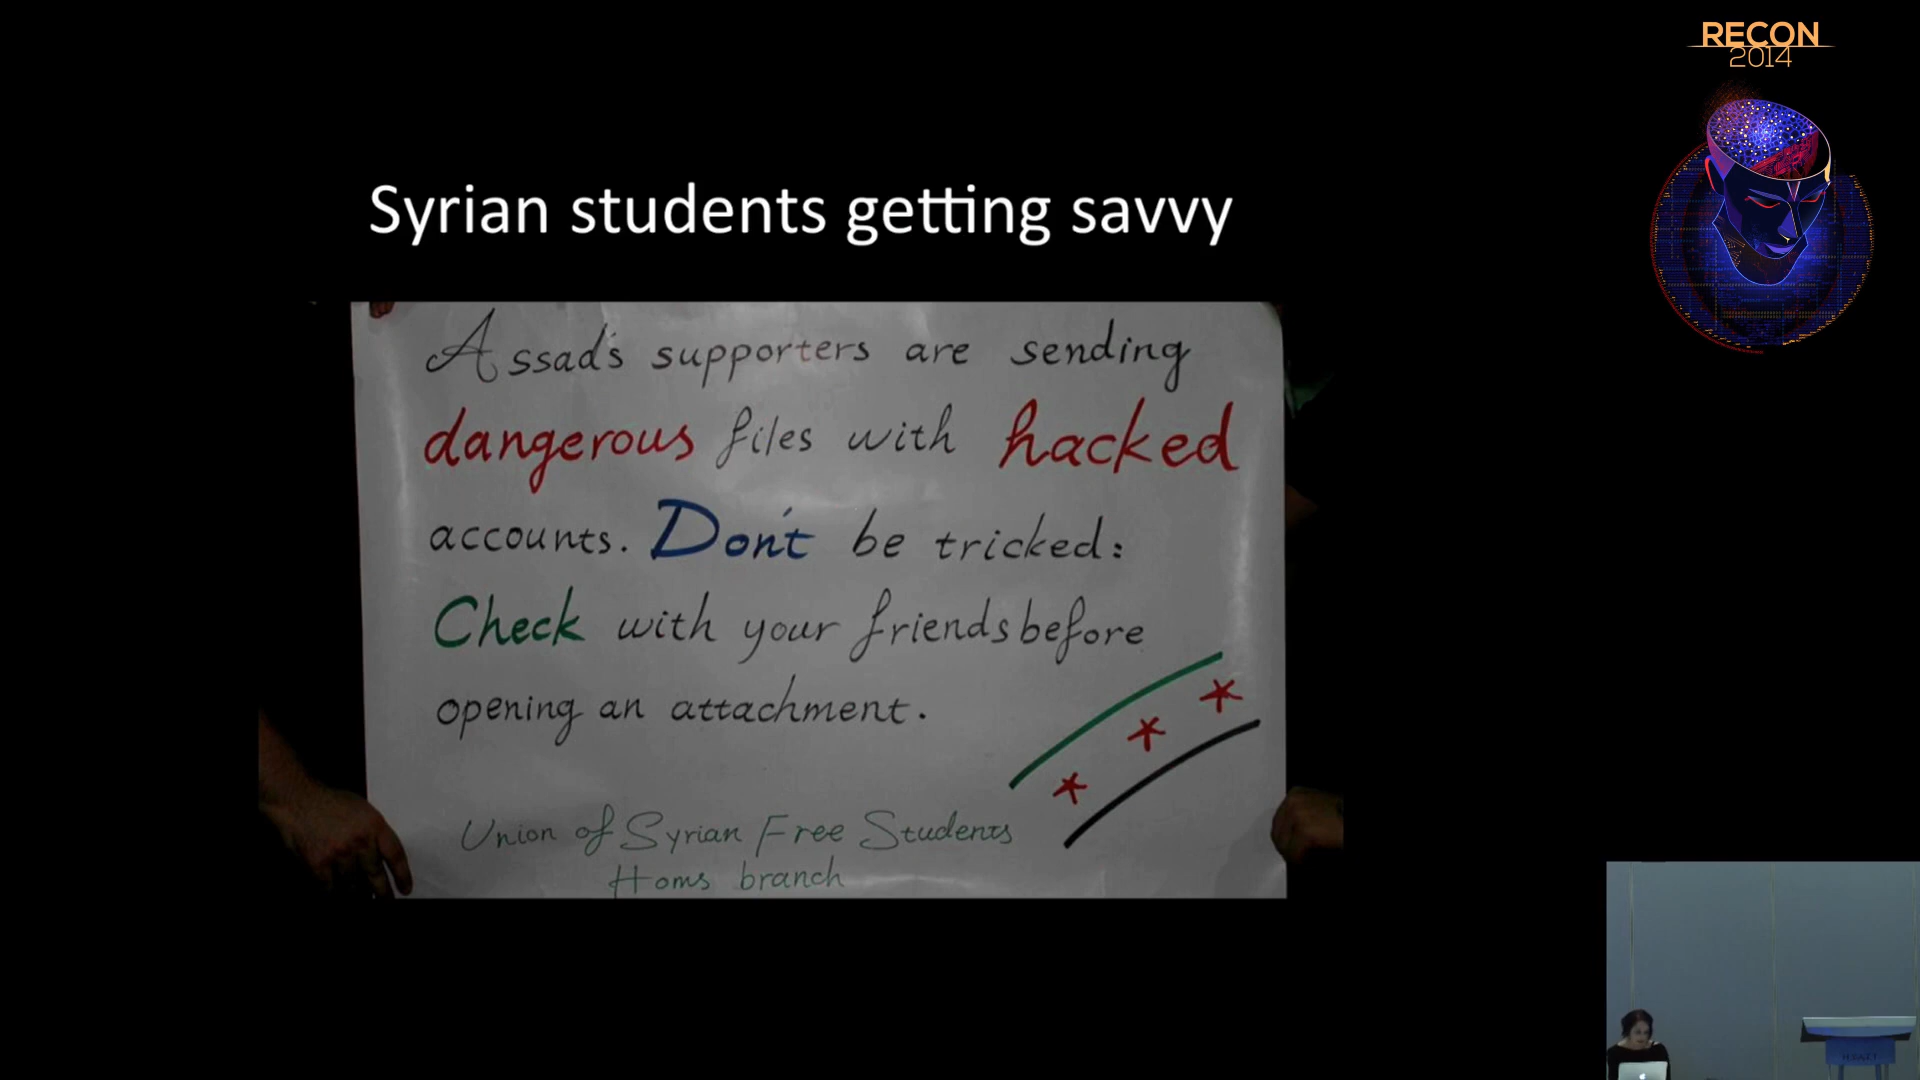 RECON
2014
Syrian students getting savvy
Assad's supporters are sending
dangerous files with hacked
accounts. Don't be tricked:
Check with your friends before
opening an attachment.
Union of Syrian Free Students
Homs branch
HYATT